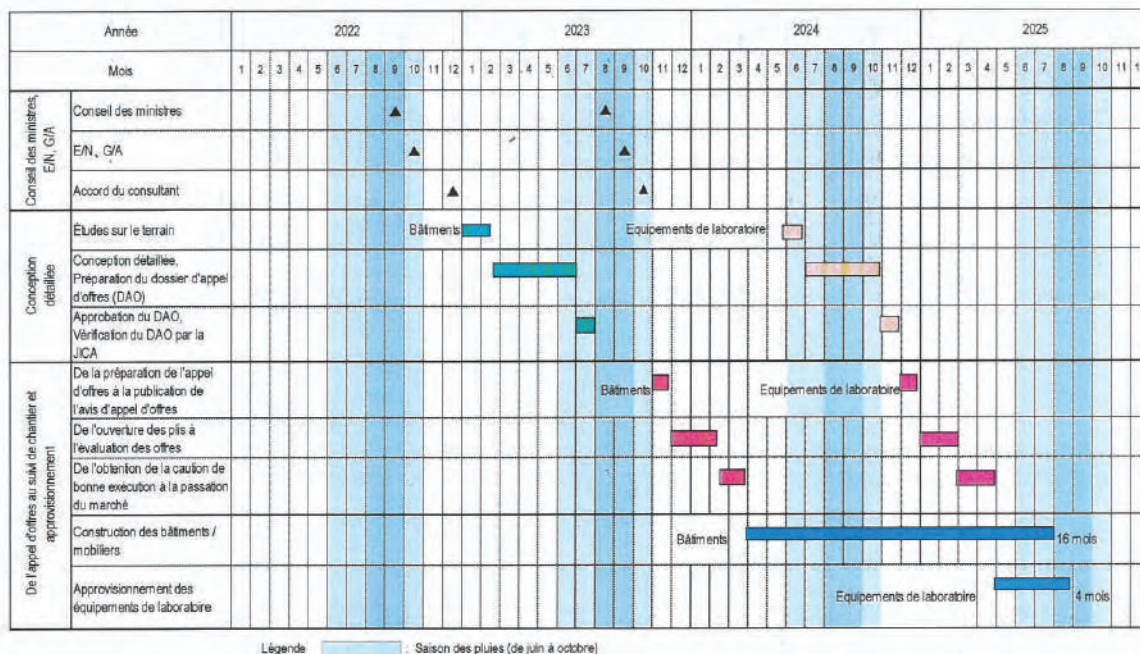 Année 2022 2023 2024 2025
Mois 1 2 3 4 5 6 7 8 9 10 11 12 1 2 3 4 5 6 7 8 9 10 11 12 1 2 3 4 5 6 7 8 9 10 11 12 1 2 3 4 5 6 7 8 9 10 11
Conseil des ministres,
E/N, G/A
Conseil des ministres
E/N, G/A
Accord du consultant
Conception
détaillée
Études sur le terrain
Bâtiments
Equipements de laboratoire
Conception détaillée,
Préparation du dossier d'appel
d'offres (DAO)
Approbation du DAO,
Vérification du DAO par la
JICA
De l'appel d'offres au suivi de chantier et
approvisionnement
De la préparation de l'appel
d'offres à la publication de
l'avis d'appel d'offres
Bâtiments
Equipements de laboratoire
De l'ouverture des plis à
l'évaluation des offres
De l'obtention de la caution de
bonne exécution à la passation
du marché
Construction des bâtiments /
mobiliers
Bâtiments
16 mois
Approvisionnement des
équipements de laboratoire
Equipements de laboratoire
4 mois
Légende : Saison des pluies (de juin à octobre)